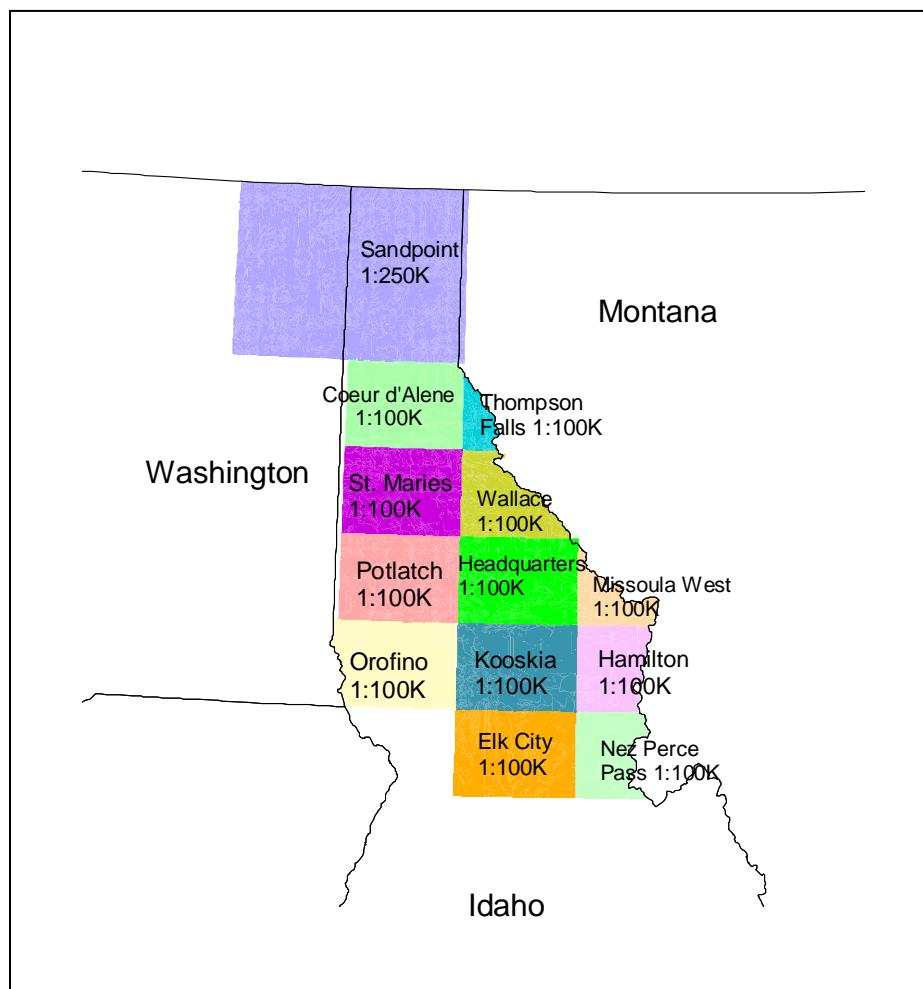 Sandpoint
1:250K
Montana
Coeur d'Alene
1:100K
Thompson
Falls 1:100K
Washington
St. Maries
1:100K
Wallace
1:100K
Potlatch
1:100K
Headquarters
1:100K
Missoula West
1:100K
Orofino
1:100K
Kooskia
1:100K
Hamilton
1:100K
Elk City
1:100K
Nez Perce
Pass 1:100K
Idaho